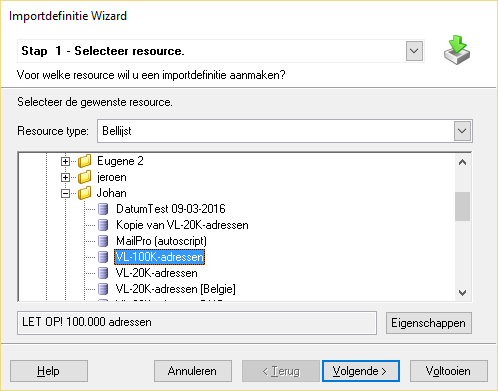 Importdefinitie Wizard
Stap 1 - Selecteer resource.
Voor welke resource wil u een importdefinitie aanmaken?
Selecteer de gewenste resource.
Resource type: Bellijst
Eugene 2
jeroen
Johan
DatumTest 09-03-2016
Kopie van VL-20K-adressen
MailPro (autoscript)
VL-100K-adressen
VL-20K-adressen
VL-20K-adressen [Belgie]
LET OP! 100.000 adressen
Eigenschappen
Help Annuleren < Terug Volgende > Voltooien